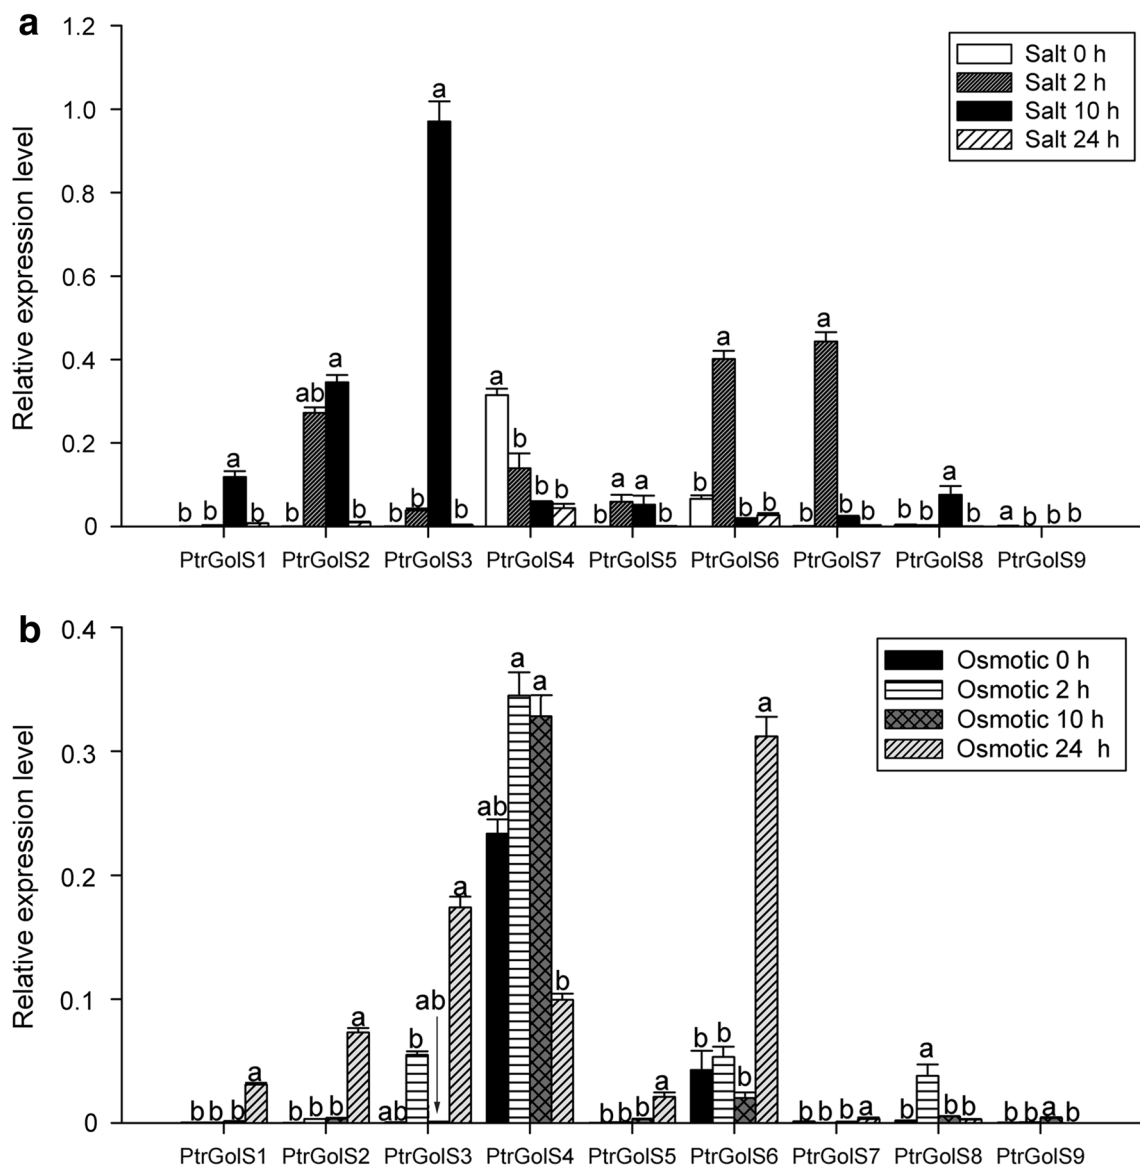 a
Relative expression level
1.2
1.0
0.8
0.6
0.4
0.2
0
Salt 0 h
Salt 2 h
Salt 10 h
Salt 24 h
b b a b
b ab a b
b b a b
a b b b
b a a b
b a b b
b a b b
b b a b
a b b b
PtrGolS1 PtrGolS2 PtrGolS3 PtrGolS4 PtrGolS5 PtrGolS6 PtrGolS7 PtrGolS8 PtrGolS9
b
Relative expression level
0.4
0.3
0.2
0.1
0
Osmotic 0 h
Osmotic 2 h
Osmotic 10 h
Osmotic 24 h
b b b a
b b b a
ab b ab a
ab a a b
b b b a
b b b a
b b b a
b a b b
b b a b
PtrGolS1 PtrGolS2 PtrGolS3 PtrGolS4 PtrGolS5 PtrGolS6 PtrGolS7 PtrGolS8 PtrGolS9